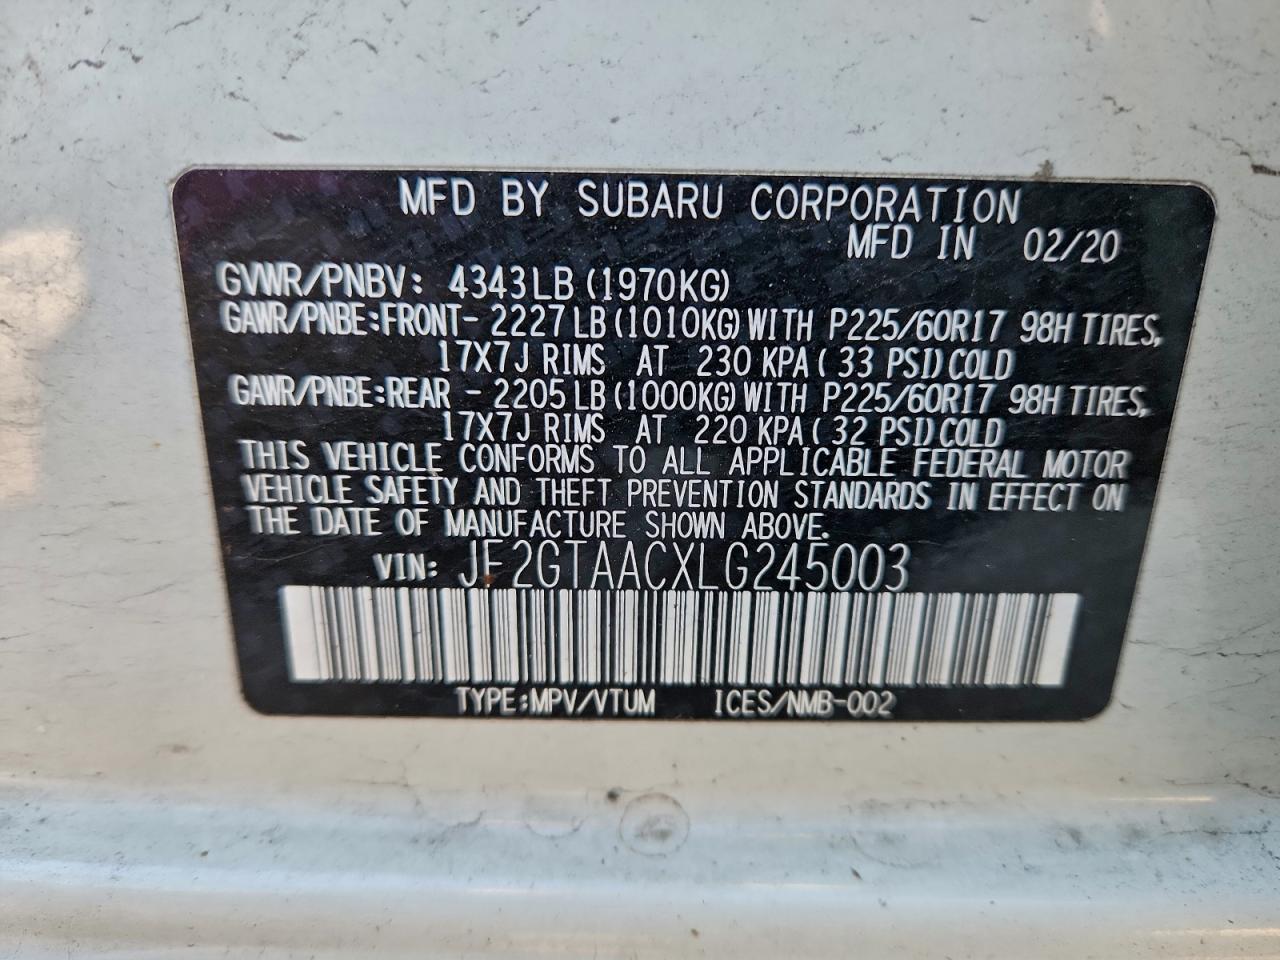 MFD BY SUBARU CORPORATION
MFD IN 02/20
GVWR/PNBV: 4343LB (1970KG)
GAWR/PNBE:FRONT- 2227LB(1010KG)WITH P225/60R17 98H TIRES,
17X7J RIMS AT 230 KPA( 33 PSI)COLD
GAWR/PNBE:REAR - 2205LB(1000KG)WITH P225/60R17 98H TIRES,
17X7J RIMS AT 220 KPA( 32 PSI)COLD
THIS VEHICLE CONFORMS TO ALL APPLICABLE FEDERAL MOTOR
VEHICLE SAFETY AND THEFT PREVENTION STANDARDS IN EFFECT ON
THE DATE OF MANUFACTURE SHOWN ABOVE.
VIN: JF2GTAACXLG245003
TYPE:MPV/VTUM ICES/NMB-002